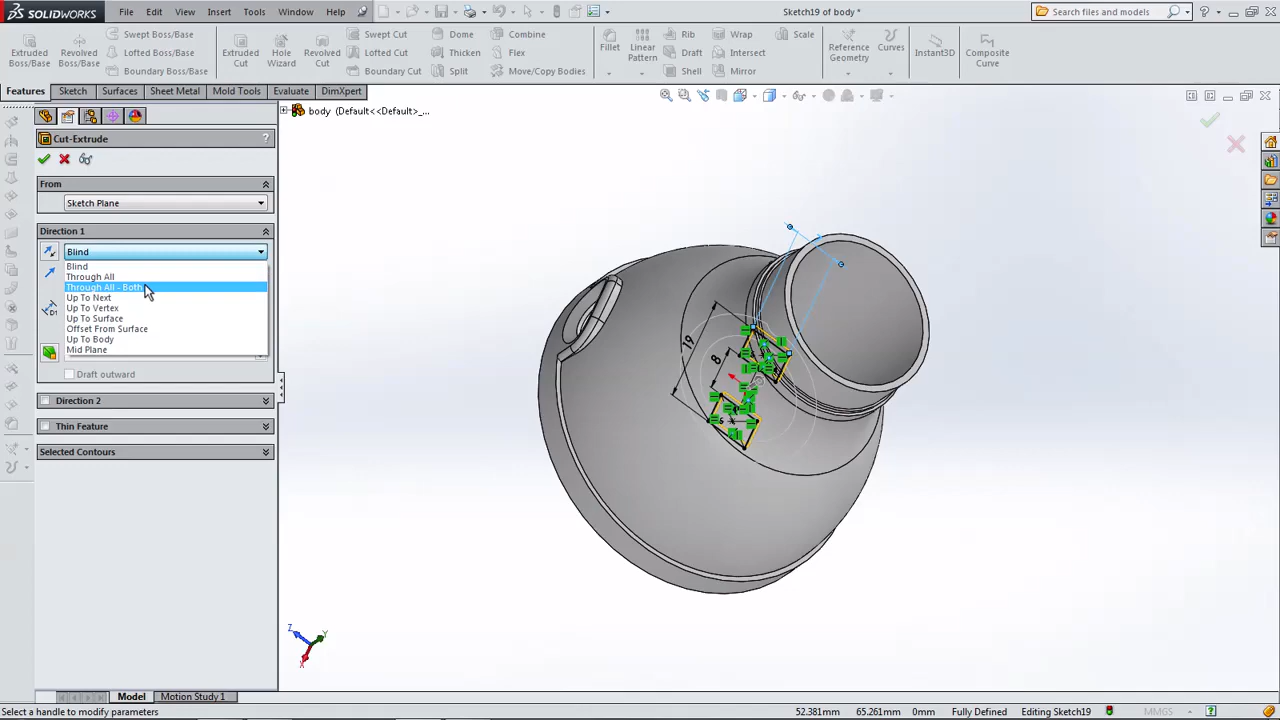 SOLIDWORKS File Edit View Insert Tools Window Help Sketch19 of body * Search files and models
Extruded Boss/Base Revolved Boss/Base Swept Boss/Base Lofted Boss/Base Boundary Boss/Base Extruded Cut Hole Wizard Revolved Cut Swept Cut Lofted Cut Boundary Cut Dome Thicken Split Combine Flex Move/Copy Bodies Fillet Linear Pattern Rib Draft Shell Wrap Intersect Mirror Scale Reference Geometry Curves Instant3D Composite Curve
Features Sketch Surfaces Sheet Metal Mold Tools Evaluate DimXpert
body (Default<<Default>_...
Cut-Extrude ?
From
Sketch Plane
Direction 1
Blind
Blind
Through All
Through All - Both
Up To Next
Up To Vertex
Up To Surface
Offset From Surface
Up To Body
Mid Plane
Draft outward
Direction 2
Thin Feature
Selected Contours
19
8
Z Y
X
Model Motion Study 1
Select a handle to modify parameters 52.381mm 65.261mm 0mm Fully Defined Editing Sketch19 MMGS